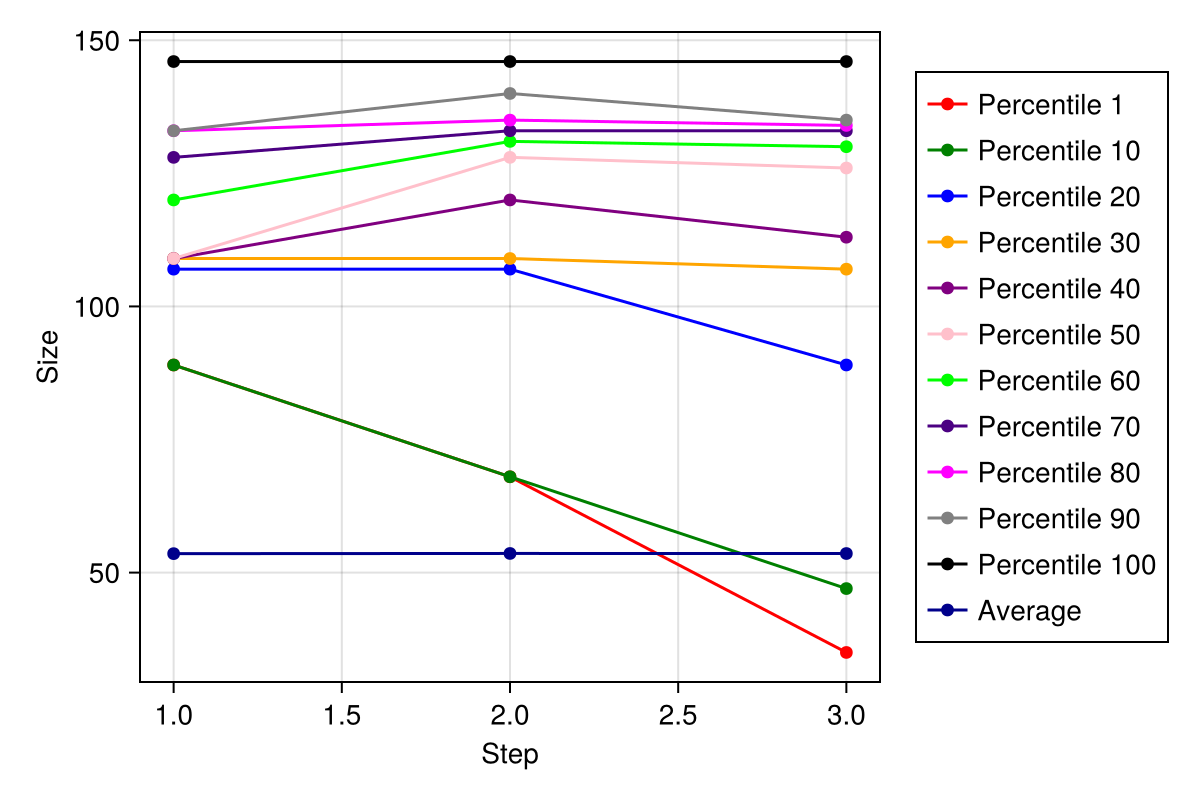 150
100
50
Size
1.0 1.5 2.0 2.5 3.0
Step
Percentile 1
Percentile 10
Percentile 20
Percentile 30
Percentile 40
Percentile 50
Percentile 60
Percentile 70
Percentile 80
Percentile 90
Percentile 100
Average